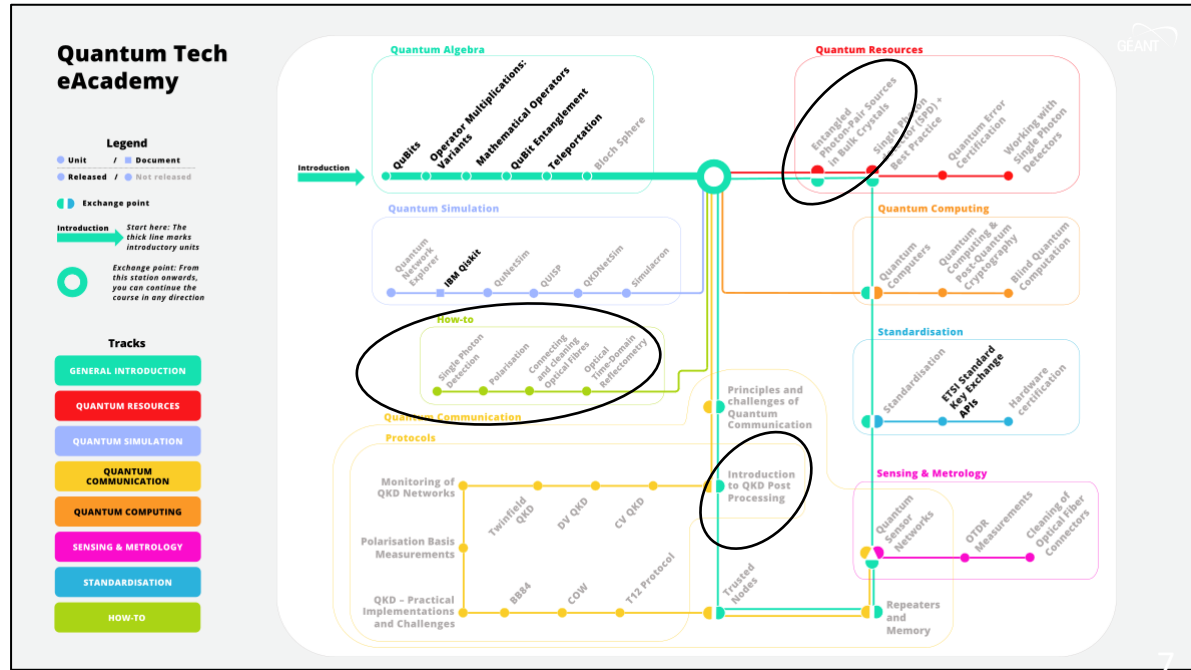 Quantum Tech
eAcademy
GÉANT
Legend
Unit / Document
Released / Not released
Exchange point
Introduction
Start here: The
thick line marks
introductory units
Exchange point: From
this station onwards,
you can continue the
course in any direction
Tracks
GENERAL INTRODUCTION
QUANTUM RESOURCES
QUANTUM SIMULATION
QUANTUM
COMMUNICATION
QUANTUM COMPUTING
SENSING & METROLOGY
STANDARDISATION
HOW-TO
Introduction
Quantum Algebra
QuBits
Operator Multiplications:
Variants
Mathematical Operators
QuBit Entanglement
Teleportation
Bloch Sphere
Quantum Resources
Entangled
Photon-Pair Sources
in Bulk Crystals
Single Photon
Detector (SPD) +
Best Practice
Quantum Error
Certification
Working with
Single Photon
Detectors
Quantum Simulation
Quantum
Network
Explorer
IBM Qiskit
QuNetSim
QUISP
QKDNetSim
Simulacron
Quantum Computing
Quantum
Computers
Quantum
Computing &
Post-Quantum
Cryptography
Blind Quantum
Computation
How-to
Single Photon
Detection
Polarisation
Connecting
and cleaning
Optical Fibres
Optical
Time-Domain
Reflectometry
Standardisation
Standardisation
ETSI Standard
Key Exchange
APIs
Hardware
certification
Quantum Communication
Principles and
challenges of
Quantum
Communication
Protocols
Monitoring of
QKD Networks
Twinfield
QKD
DV QKD
CV QKD
Introduction
to QKD Post
Processing
Polarisation Basis
Measurements
QKD – Practical
Implementations
and Challenges
BB84
COW
T12 Protocol
Trusted
Nodes
Sensing & Metrology
Quantum
Sensor
Networks
OTDR
Measurements
Cleaning of
Optical Fiber
Connectors
Repeaters
and
Memory
7